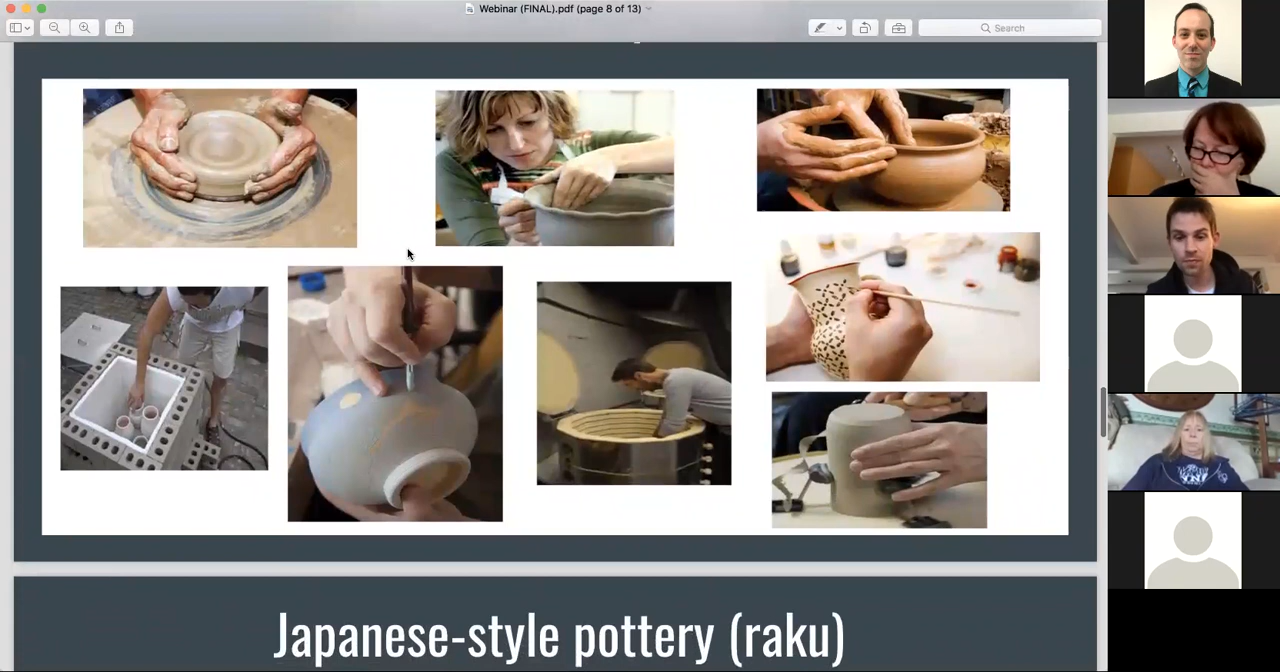 Webinar (FINAL).pdf (page 8 of 13)
Search
Japanese-style pottery (raku)